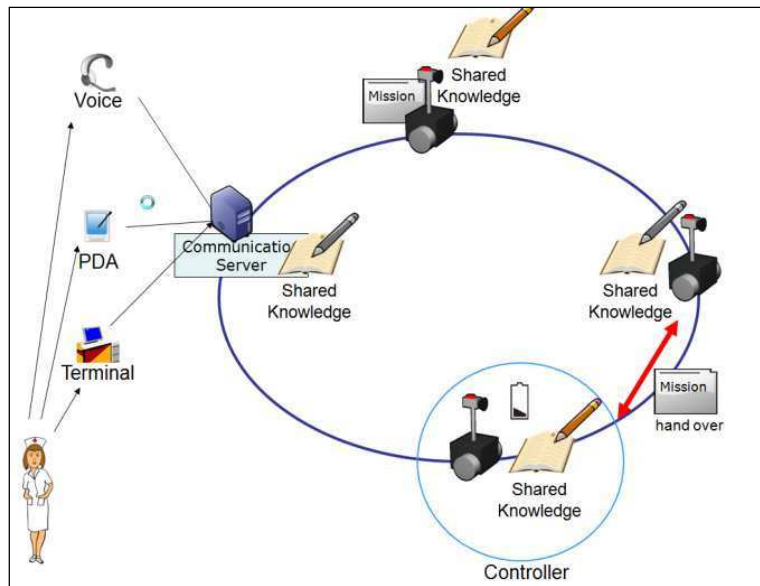 Voice
PDA
Terminal
Communication
Server
Shared
Knowledge
Mission
Shared
Knowledge
Shared
Knowledge
Mission
hand over
Shared
Knowledge
Controller